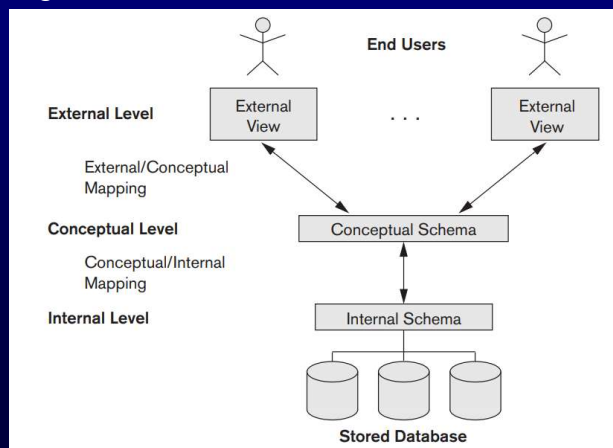 End Users
External Level
External
View
. . .
External
View
External/Conceptual
Mapping
Conceptual Level
Conceptual Schema
Conceptual/Internal
Mapping
Internal Level
Internal Schema
Stored Database